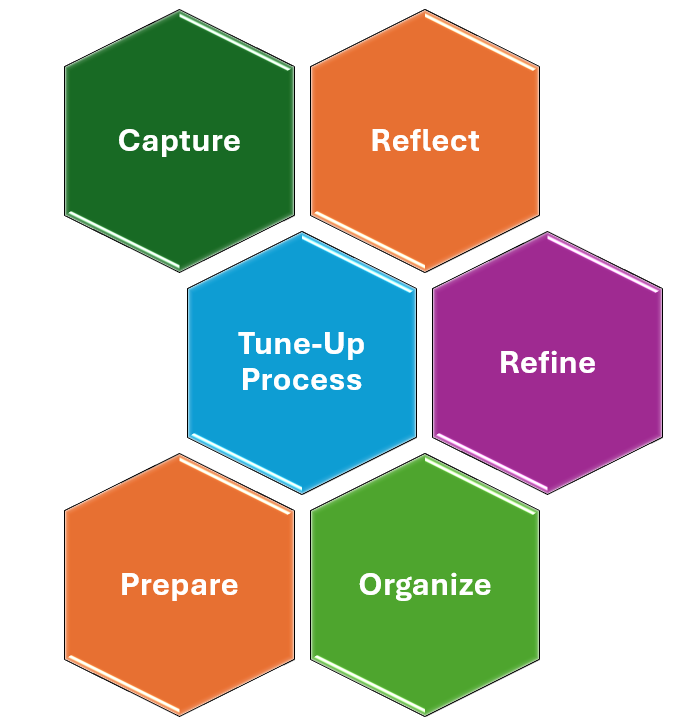 Capture
Reflect
Tune-Up
Process
Refine
Prepare
Organize